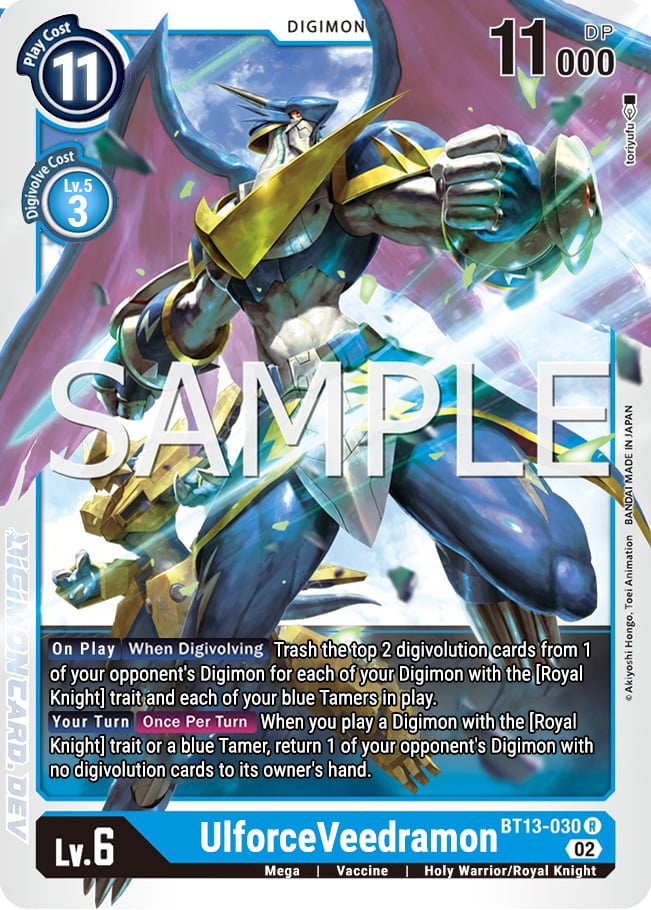 Play Cost
11
DIGIMON
11000
DP
toriyufu
Digivolve Cost
Lv.5
3
SAMPLE
© Akiyoshi Hongo, Toei Animation BANDAI MADE IN JAPAN
DIGIMONCARD.DEV
On Play When Digivolving Trash the top 2 digivolution cards from 1
of your opponent's Digimon for each of your Digimon with the [Royal
Knight] trait and each of your blue Tamers in play.
Your Turn Once Per Turn When you play a Digimon with the [Royal
Knight] trait or a blue Tamer, return 1 of your opponent's Digimon with
no digivolution cards to its owner's hand.
Lv.6
UlforceVeedramon
BT13-030 R
02
Mega | Vaccine | Holy Warrior/Royal Knight